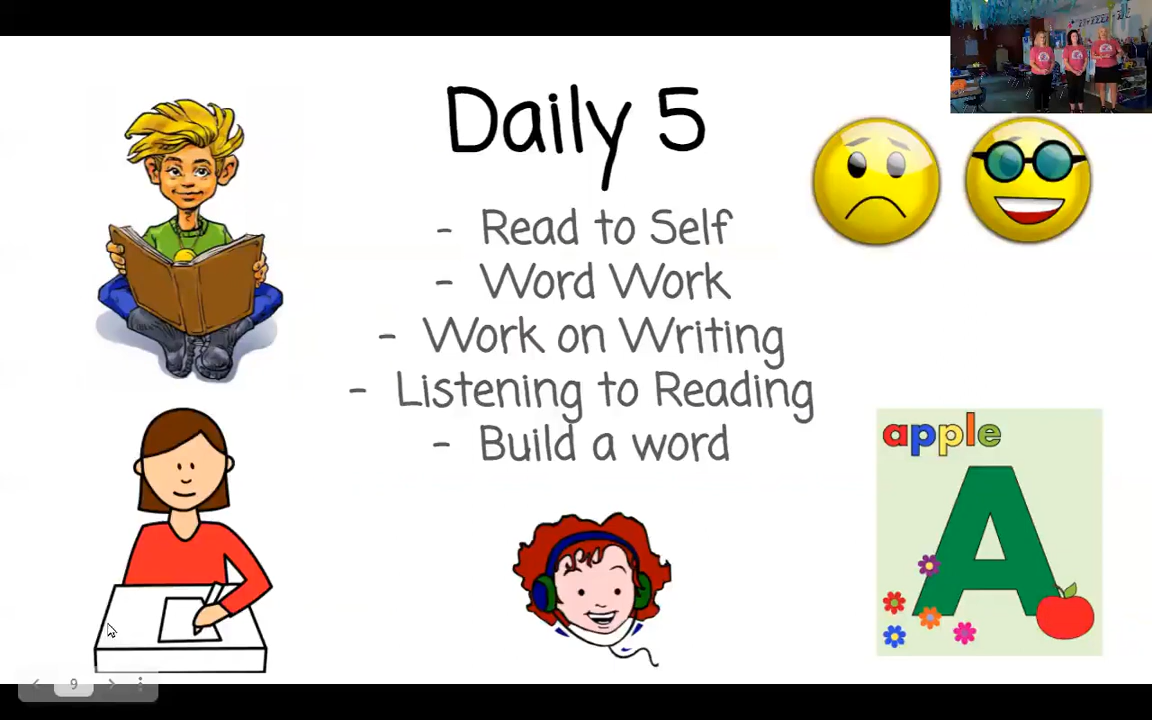 Daily 5
- Read to Self
- Word Work
- Work on Writing
- Listening to Reading
- Build a word
apple
A
9